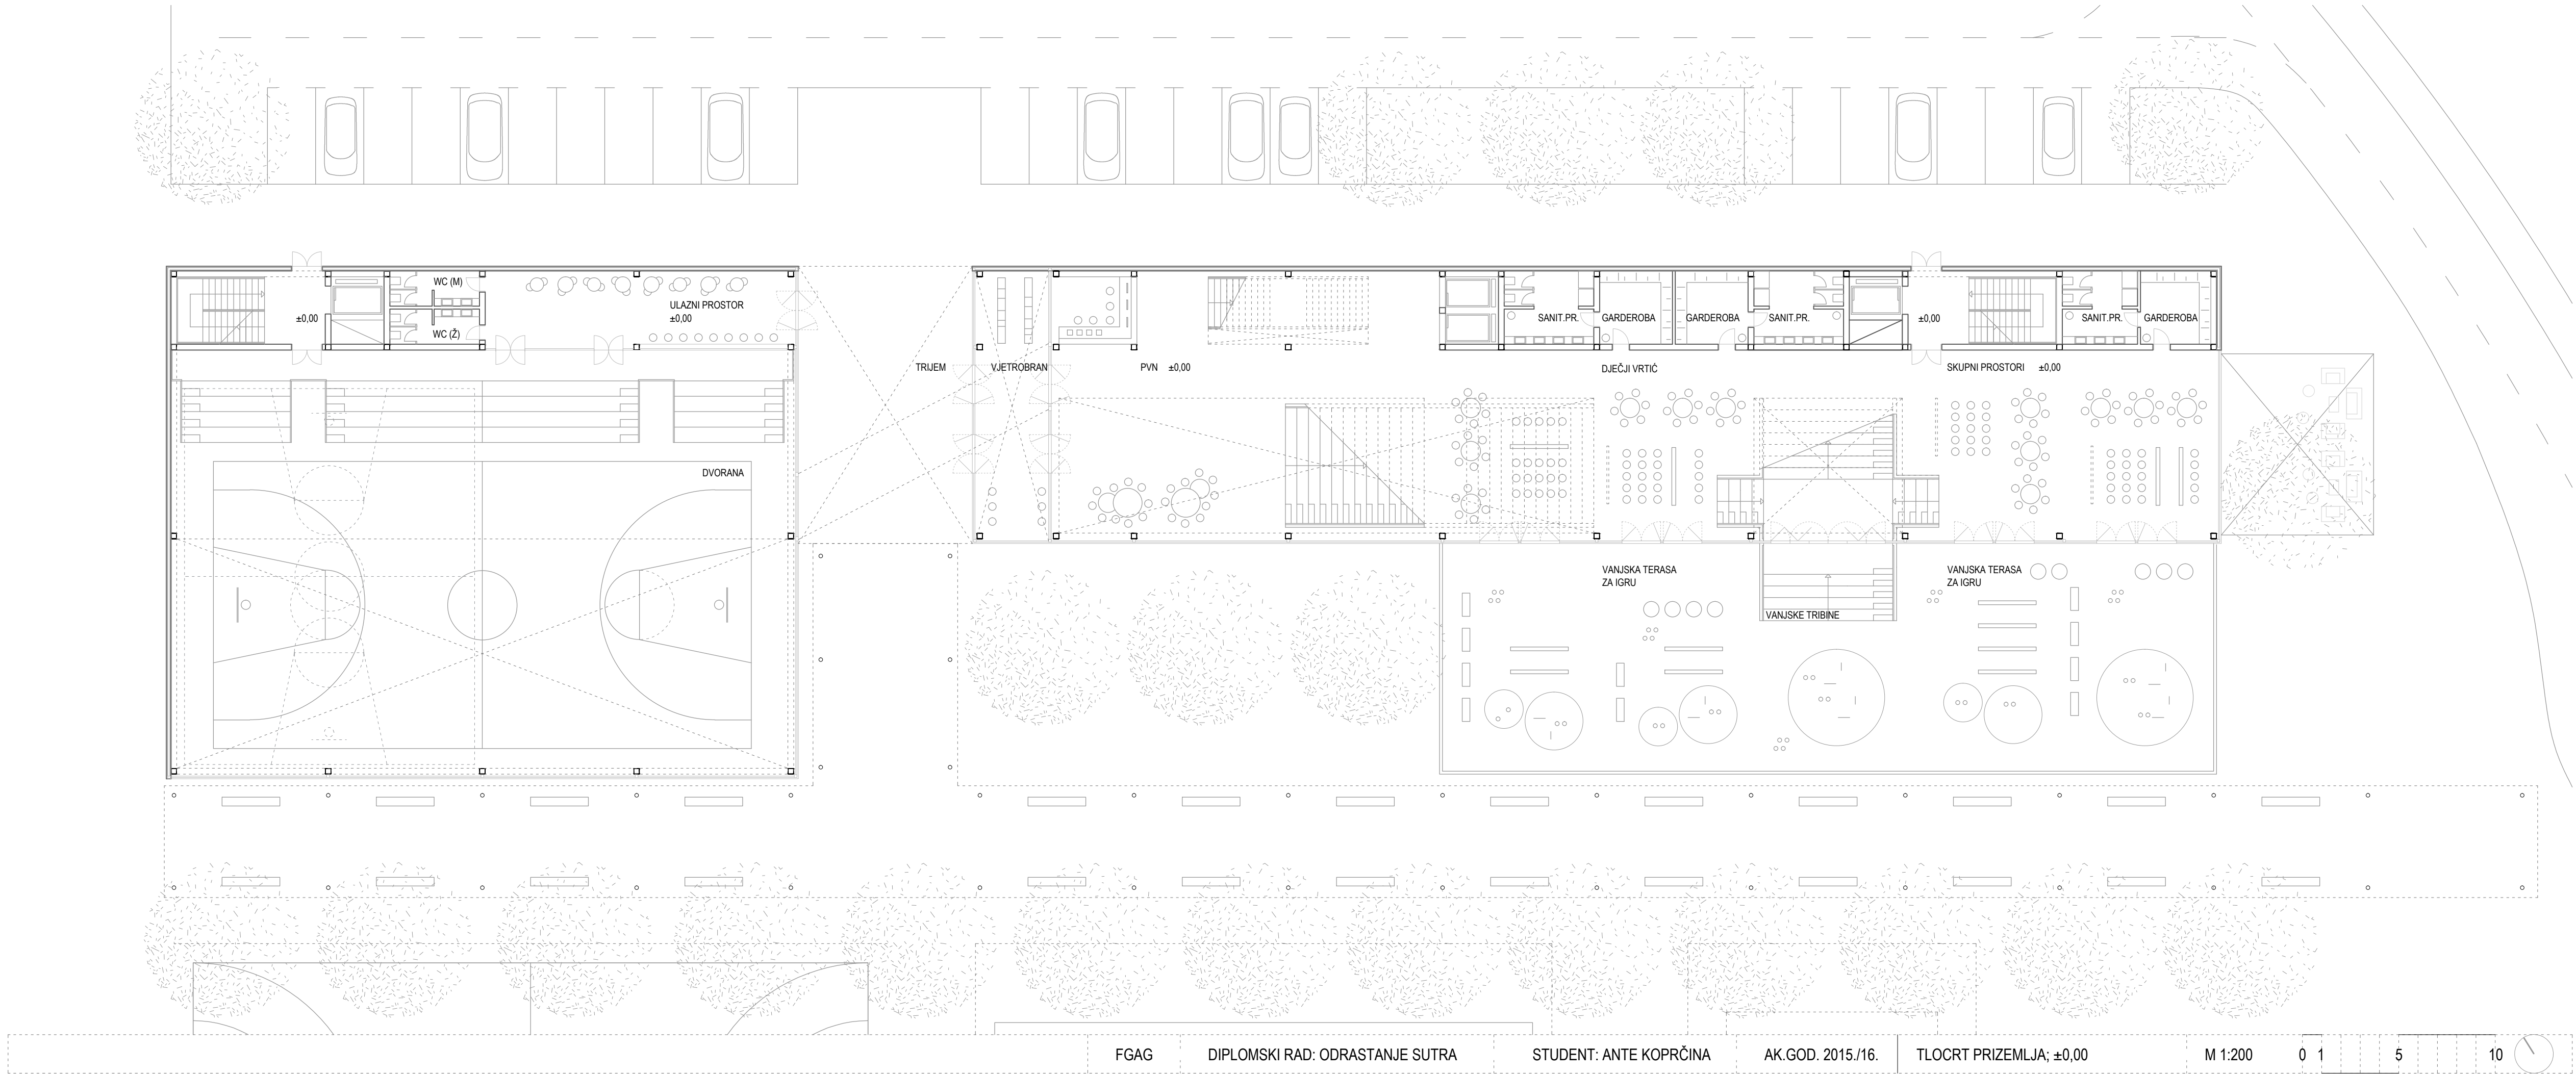 WC (M)
ULAZNI PROSTOR
±0,00
±0,00
WC (Ž)
SANIT.PR.
GARDEROBA
GARDEROBA
SANIT.PR.
±0,00
SANIT.PR.
GARDEROBA
TRIJEM
VJETROBRAN
PVN ±0,00
DJEČJI VRTIĆ
SKUPNI PROSTORI ±0,00
DVORANA
VANJSKA TERASA
ZA IGRU
VANJSKA TERASA
ZA IGRU
VANJSKE TRIBINE
FGAG
DIPLOMSKI RAD: ODRASTANJE SUTRA
STUDENT: ANTE KOPRČINA
AK.GOD. 2015./16.
TLOCRT PRIZEMLJA; ±0,00
M 1:200
0 1 5 10